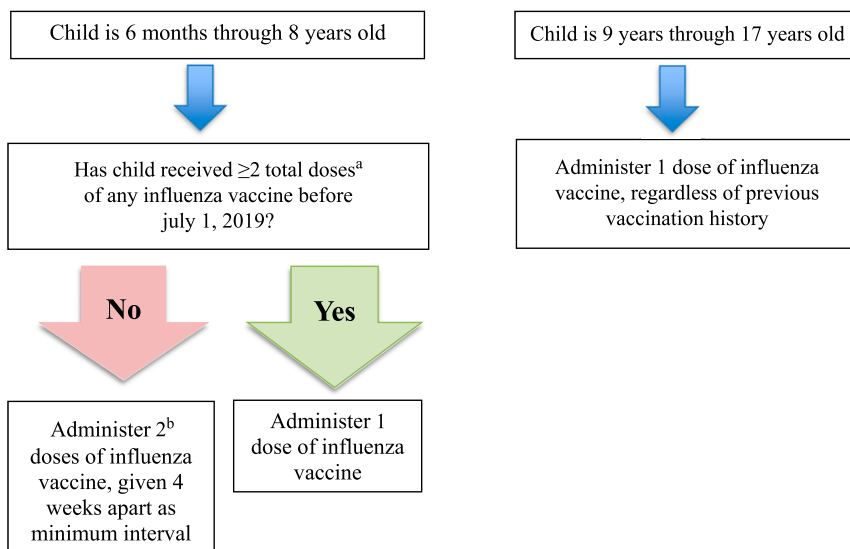 Child is 6 months through 8 years old
Child is 9 years through 17 years old
Has child received ≥2 total dosesᵃ
of any influenza vaccine before
july 1, 2019?
Administer 1 dose of influenza
vaccine, regardless of previous
vaccination history
No
Yes
Administer 2ᵇ
doses of influenza
vaccine, given 4
weeks apart as
minimum interval
Administer 1
dose of influenza
vaccine